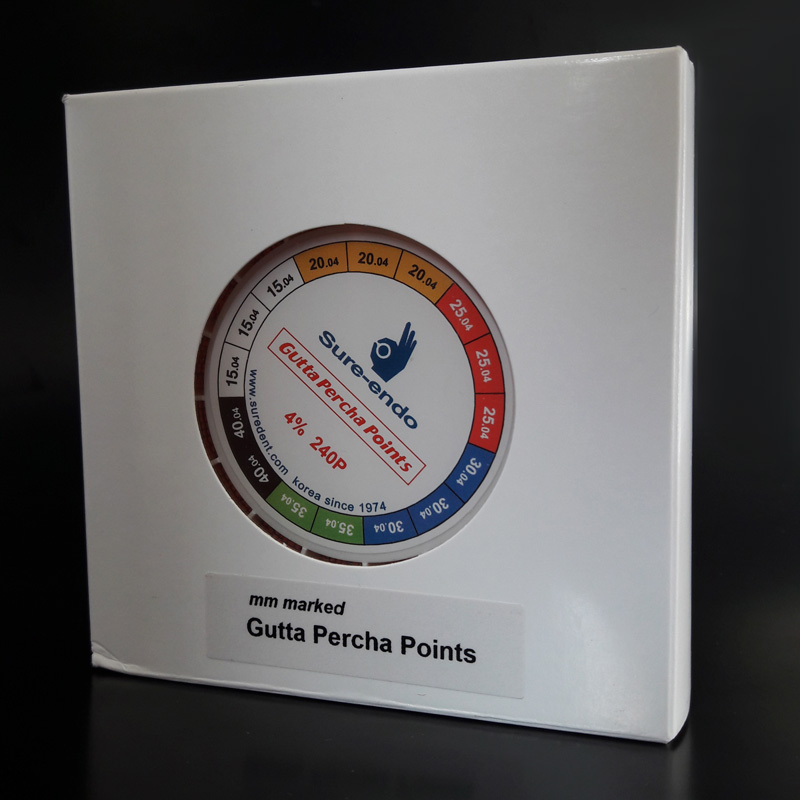 15.04
15.04
15.04
20.04
20.04
20.04
25.04
25.04
25.04
30.04
30.04
30.04
35.04
35.04
40.04
40.04
Sure-endo
Gutta Percha Points
4% 240P
www.suredent.com korea since 1974
mm marked
Gutta Percha Points